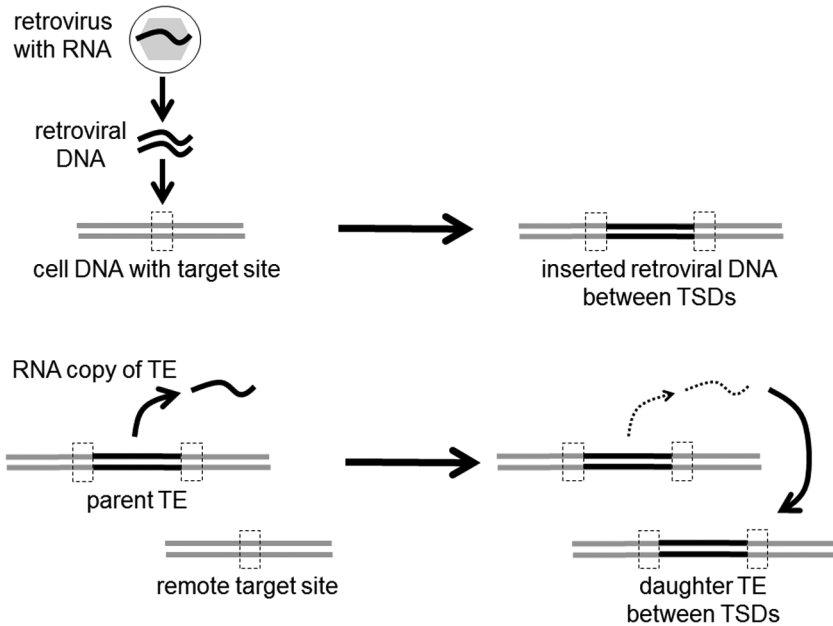 retrovirus
with RNA
retroviral
DNA
cell DNA with target site
inserted retroviral DNA
between TSDs
RNA copy of TE
parent TE
remote target site
daughter TE
between TSDs